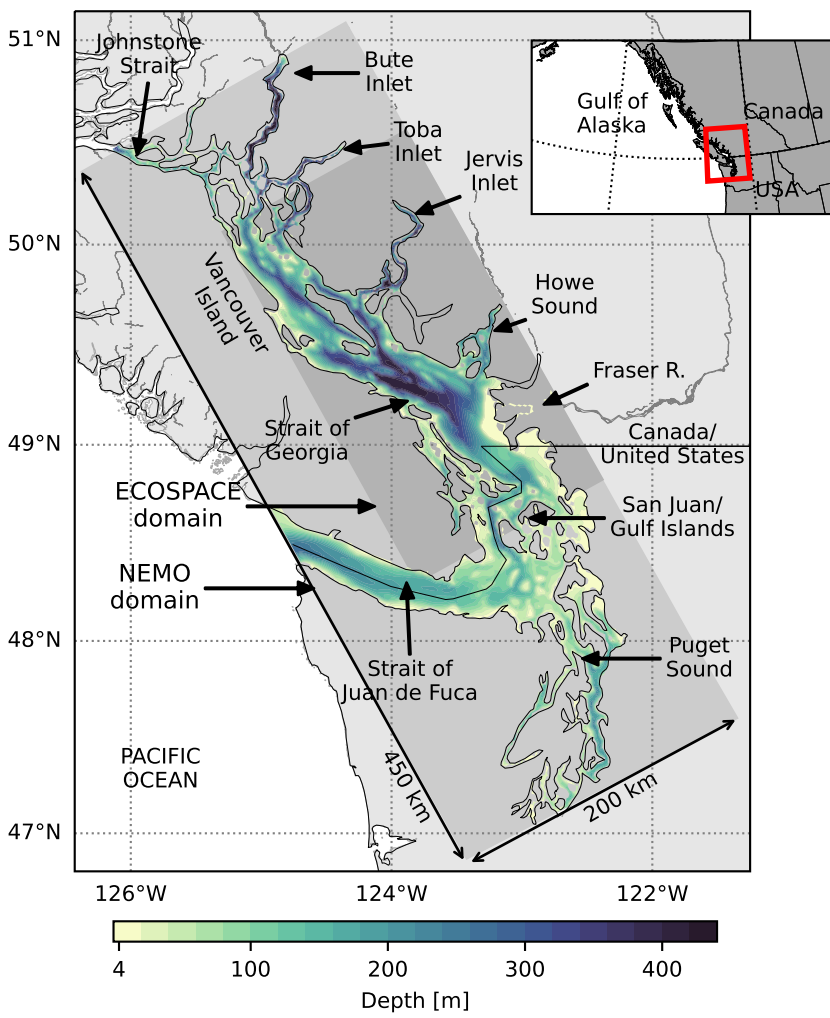 51°N
50°N
49°N
48°N
47°N
126°W
124°W
122°W
Johnstone
Strait
Bute
Inlet
Toba
Inlet
Jervis
Inlet
Gulf of
Alaska
Canada
USA
Vancouver
Island
Howe
Sound
Fraser R.
Strait of
Georgia
Canada/
United States
ECOSPACE
domain
San Juan/
Gulf Islands
NEMO
domain
Strait of
Juan de Fuca
Puget
Sound
PACIFIC
OCEAN
450 km
200 km
4
100
200
300
400
Depth [m]